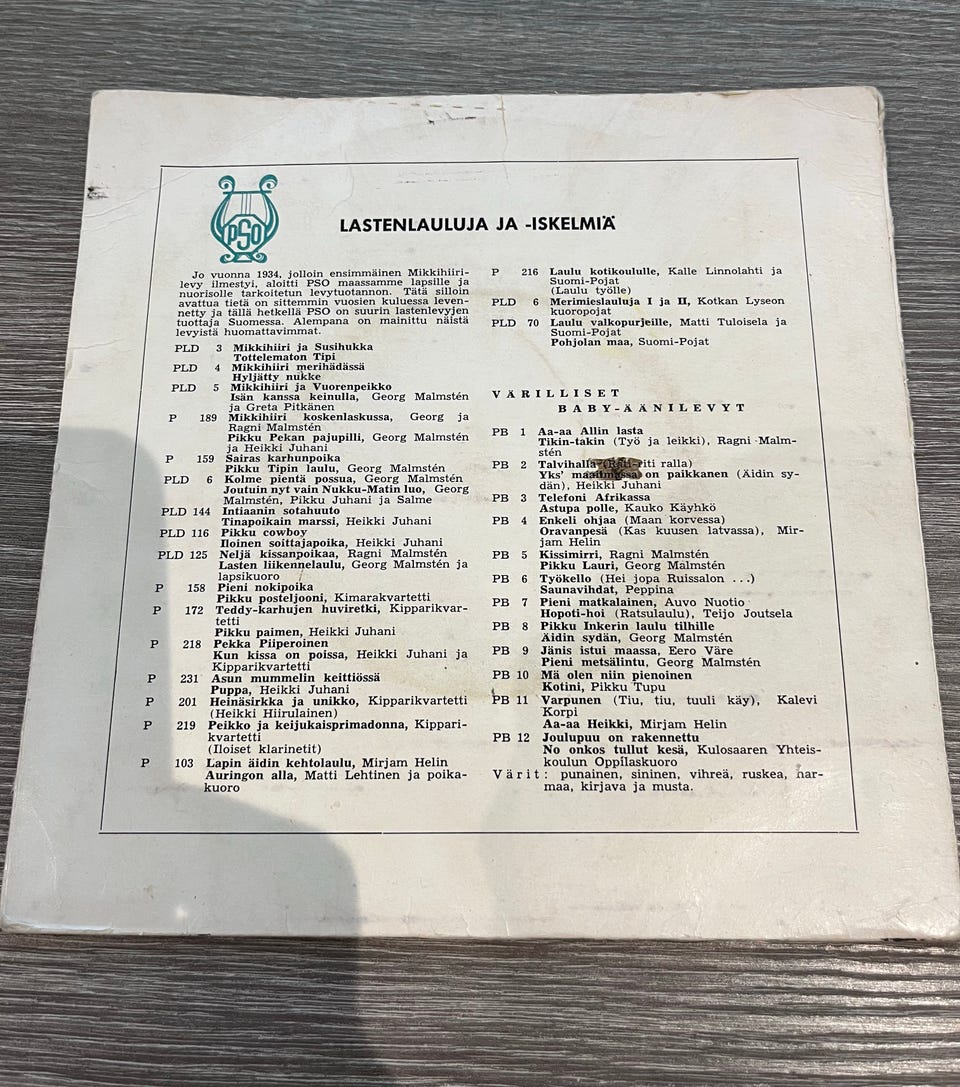 PSO
LASTENLAULUJA JA -ISKELMIÄ
Jo vuonna 1934, jolloin ensimmäinen Mikkihiiri-
levy ilmestyi, aloitti PSO maassamme lapsille ja
nuorisolle tarkoitetun levytuotannon. Tätä silloin
avattua tietä on sittemmin vuosien kuluessa leven-
netty ja tällä hetkellä PSO on suurin lastenlevyjen
tuottaja Suomessa. Alempana on mainittu näistä
levyistä huomattavimmat.
PLD 3 Mikkihiiri ja Susihukka
Tottelematon Tipi
PLD 4 Mikkihiiri merihädässä
Hyljätty nukke
PLD 5 Mikkihiiri ja Vuorenpeikko
Isän kanssa keinulla, Georg Malmstén
ja Greta Pitkänen
P 189 Mikkihiiri koskenlaskussa, Georg ja
Ragni Malmstén
Pikku Pekan pajupilli, Georg Malmstén
ja Heikki Juhani
P 159 Sairas karhunpoika
Pikku Tipin laulu, Georg Malmstén
PLD 6 Kolme pientä possua, Georg Malmstén
Joutuin nyt vain Nukku-Matin luo, Georg
Malmstén, Pikku Juhani ja Salme
PLD 144 Intiaanin sotahuuto
Tinapoikain marssi, Heikki Juhani
PLD 116 Pikku cowboy
Iloinen soittajapoika, Heikki Juhani
PLD 125 Neljä kissanpoikaa, Ragni Malmstén
Lasten liikennelaulu, Georg Malmstén ja
lapsikuoro
P 158 Pieni nokipoika
Pikku posteljooni, Kimarakvartetti
P 172 Teddy-karhujen huviretki, Kipparikvar-
tetti
Pikku paimen, Heikki Juhani
P 218 Pekka Piiperoinen
Kun kissa on poissa, Heikki Juhani ja
Kipparikvartetti
P 231 Asun mummelin keittiössä
Puppa, Heikki Juhani
P 201 Heinäsirkka ja unikko, Kipparikvartetti
(Heikki Hiirulainen)
P 219 Peikko ja keijukaisprimadonna, Kippari-
kvartetti
(Iloiset klarinetit)
P 103 Lapin äidin kehtolaulu, Mirjam Helin
Auringon alla, Matti Lehtinen ja poika-
kuoro
P 216 Laulu kotikoululle, Kalle Linnolahti ja
Suomi-Pojat
(Laulu työlle)
PLD 6 Merimieslauluja I ja II, Kotkan Lyseon
kuoropojat
PLD 70 Laulu valkopurjeille, Matti Tuloisela ja
Suomi-Pojat
Pohjolan maa, Suomi-Pojat
VÄRILLISET
BABY-ÄÄNILEVYT
PB 1 Aa-aa Allin lasta
Tikin-takin (Työ ja leikki), Ragni Malm-
stén
PB 2 Talvihalla ralla)
Yks' maailmassa on paikkanen (Äidin sy-
dän), Heikki Juhani
PB 3 Telefoni Afrikassa
Astupa polle, Kauko Käyhkö
PB 4 Enkeli ohjaa (Maan korvessa)
Oravanpesä (Kas kuusen latvassa), Mir-
jam Helin
PB 5 Kissimirri, Ragni Malmstén
Pikku Lauri, Georg Malmstén
PB 6 Työkello (Hei jopa Ruissalon ...)
Saunavihdat, Peppina
PB 7 Pieni matkalainen, Auvo Nuotio
Hopoti-hoi (Ratsulaulu), Teijo Joutsela
PB 8 Pikku Inkerin laulu tilhille
Äidin sydän, Georg Malmstén
PB 9 Jänis istui maassa, Eero Väre
Pieni metsälintu, Georg Malmstén
PB 10 Mä olen niin pienoinen
Kotini, Pikku Tupu
PB 11 Varpunen (Tiu, tiu, tuuli käy), Kalevi
Korpi
Aa-aa Heikki, Mirjam Helin
PB 12 Joulupuu on rakennettu
No onkos tullut kesä, Kulosaaren Yhteis-
koulun Oppilaskuoro
Värit: punainen, sininen, vihreä, ruskea, har-
maa, kirjava ja musta.